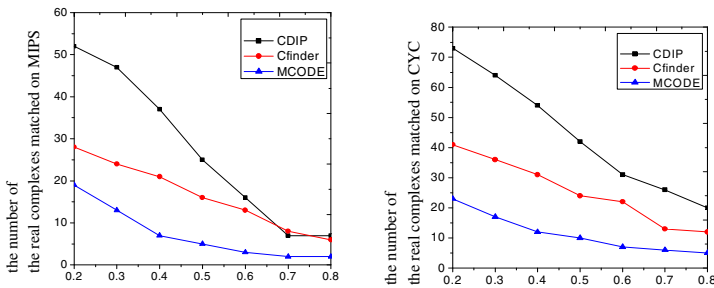 the number of
the real complexes matched on MIPS
60
50
40
30
20
10
0
0.2 0.3 0.4 0.5 0.6 0.7 0.8
CDIP
Cfinder
MCODE
the number of
the real complexes matched on CYC
80
70
60
50
40
30
20
10
0
0.2 0.3 0.4 0.5 0.6 0.7 0.8
CDIP
Cfinder
MCODE